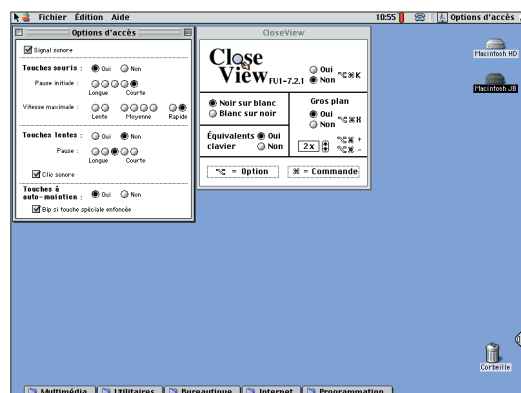 Fichier Édition Aide
10:55
Options d'accès
Options d'accès
Signal sonore
Touches souris : Oui Non
Pause initiale :
Longue Courte
Vitesse maximale :
Lente Moyenne Rapide
Touches lentes : Oui Non
Pause :
Longue Courte
Clic sonore
Touches à
auto-maintien : Oui Non
Bip si touche spéciale enfoncée
CloseView
Close
View FU1-7.2.1
Oui
Non
⌥⌘K
Noir sur blanc
Blanc sur noir
Gros plan
Oui
Non
⌥⌘H
Équivalents Oui
clavier Non
2x
⌥⌘ +
⌥⌘ -
⌥ = Option
⌘ = Commande
Macintosh HD
Macintosh JB
Corbeille
Multimédia Utilitaires Bureautique Internet Programmation